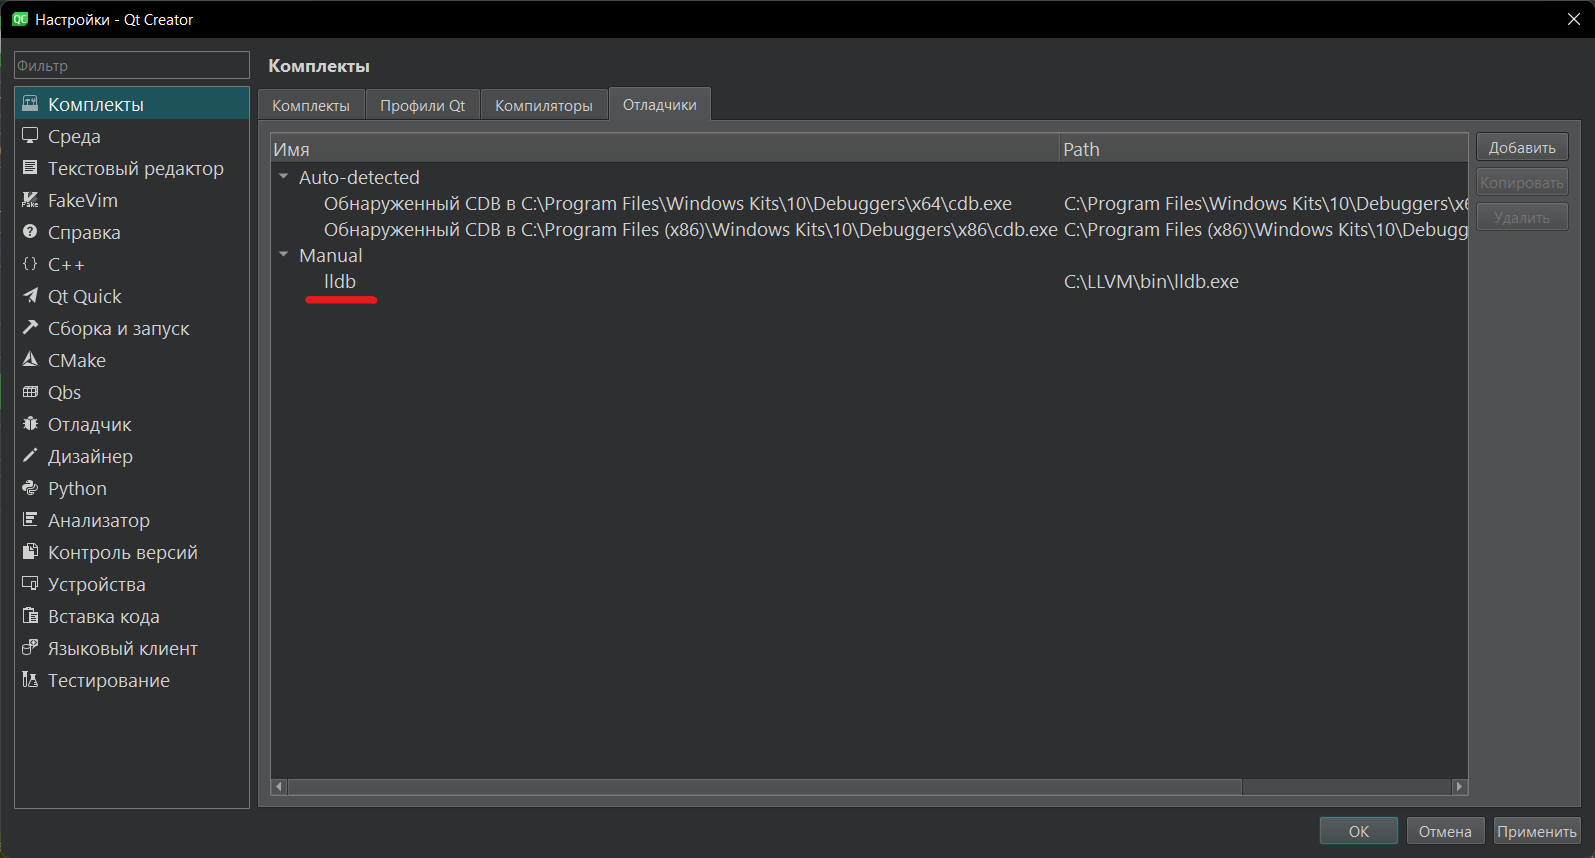 Настройки - Qt Creator
Фильтр
Комплекты
Среда
Текстовый редактор
FakeVim
Справка
C++
Qt Quick
Сборка и запуск
CMake
Qbs
Отладчик
Дизайнер
Python
Анализатор
Контроль версий
Устройства
Вставка кода
Языковый клиент
Тестирование
Комплекты
Комплекты Профили Qt Компиляторы Отладчики
Имя Path
Auto-detected
Обнаруженный CDB в C:\Program Files\Windows Kits\10\Debuggers\x64\cdb.exe C:\Program Files\Windows Kits\10\Debuggers\x6
Обнаруженный CDB в C:\Program Files (x86)\Windows Kits\10\Debuggers\x86\cdb.exe C:\Program Files (x86)\Windows Kits\10\Debugg
Manual
lldb C:\LLVM\bin\lldb.exe
Добавить
Копировать
Удалить
OK Отмена Применить